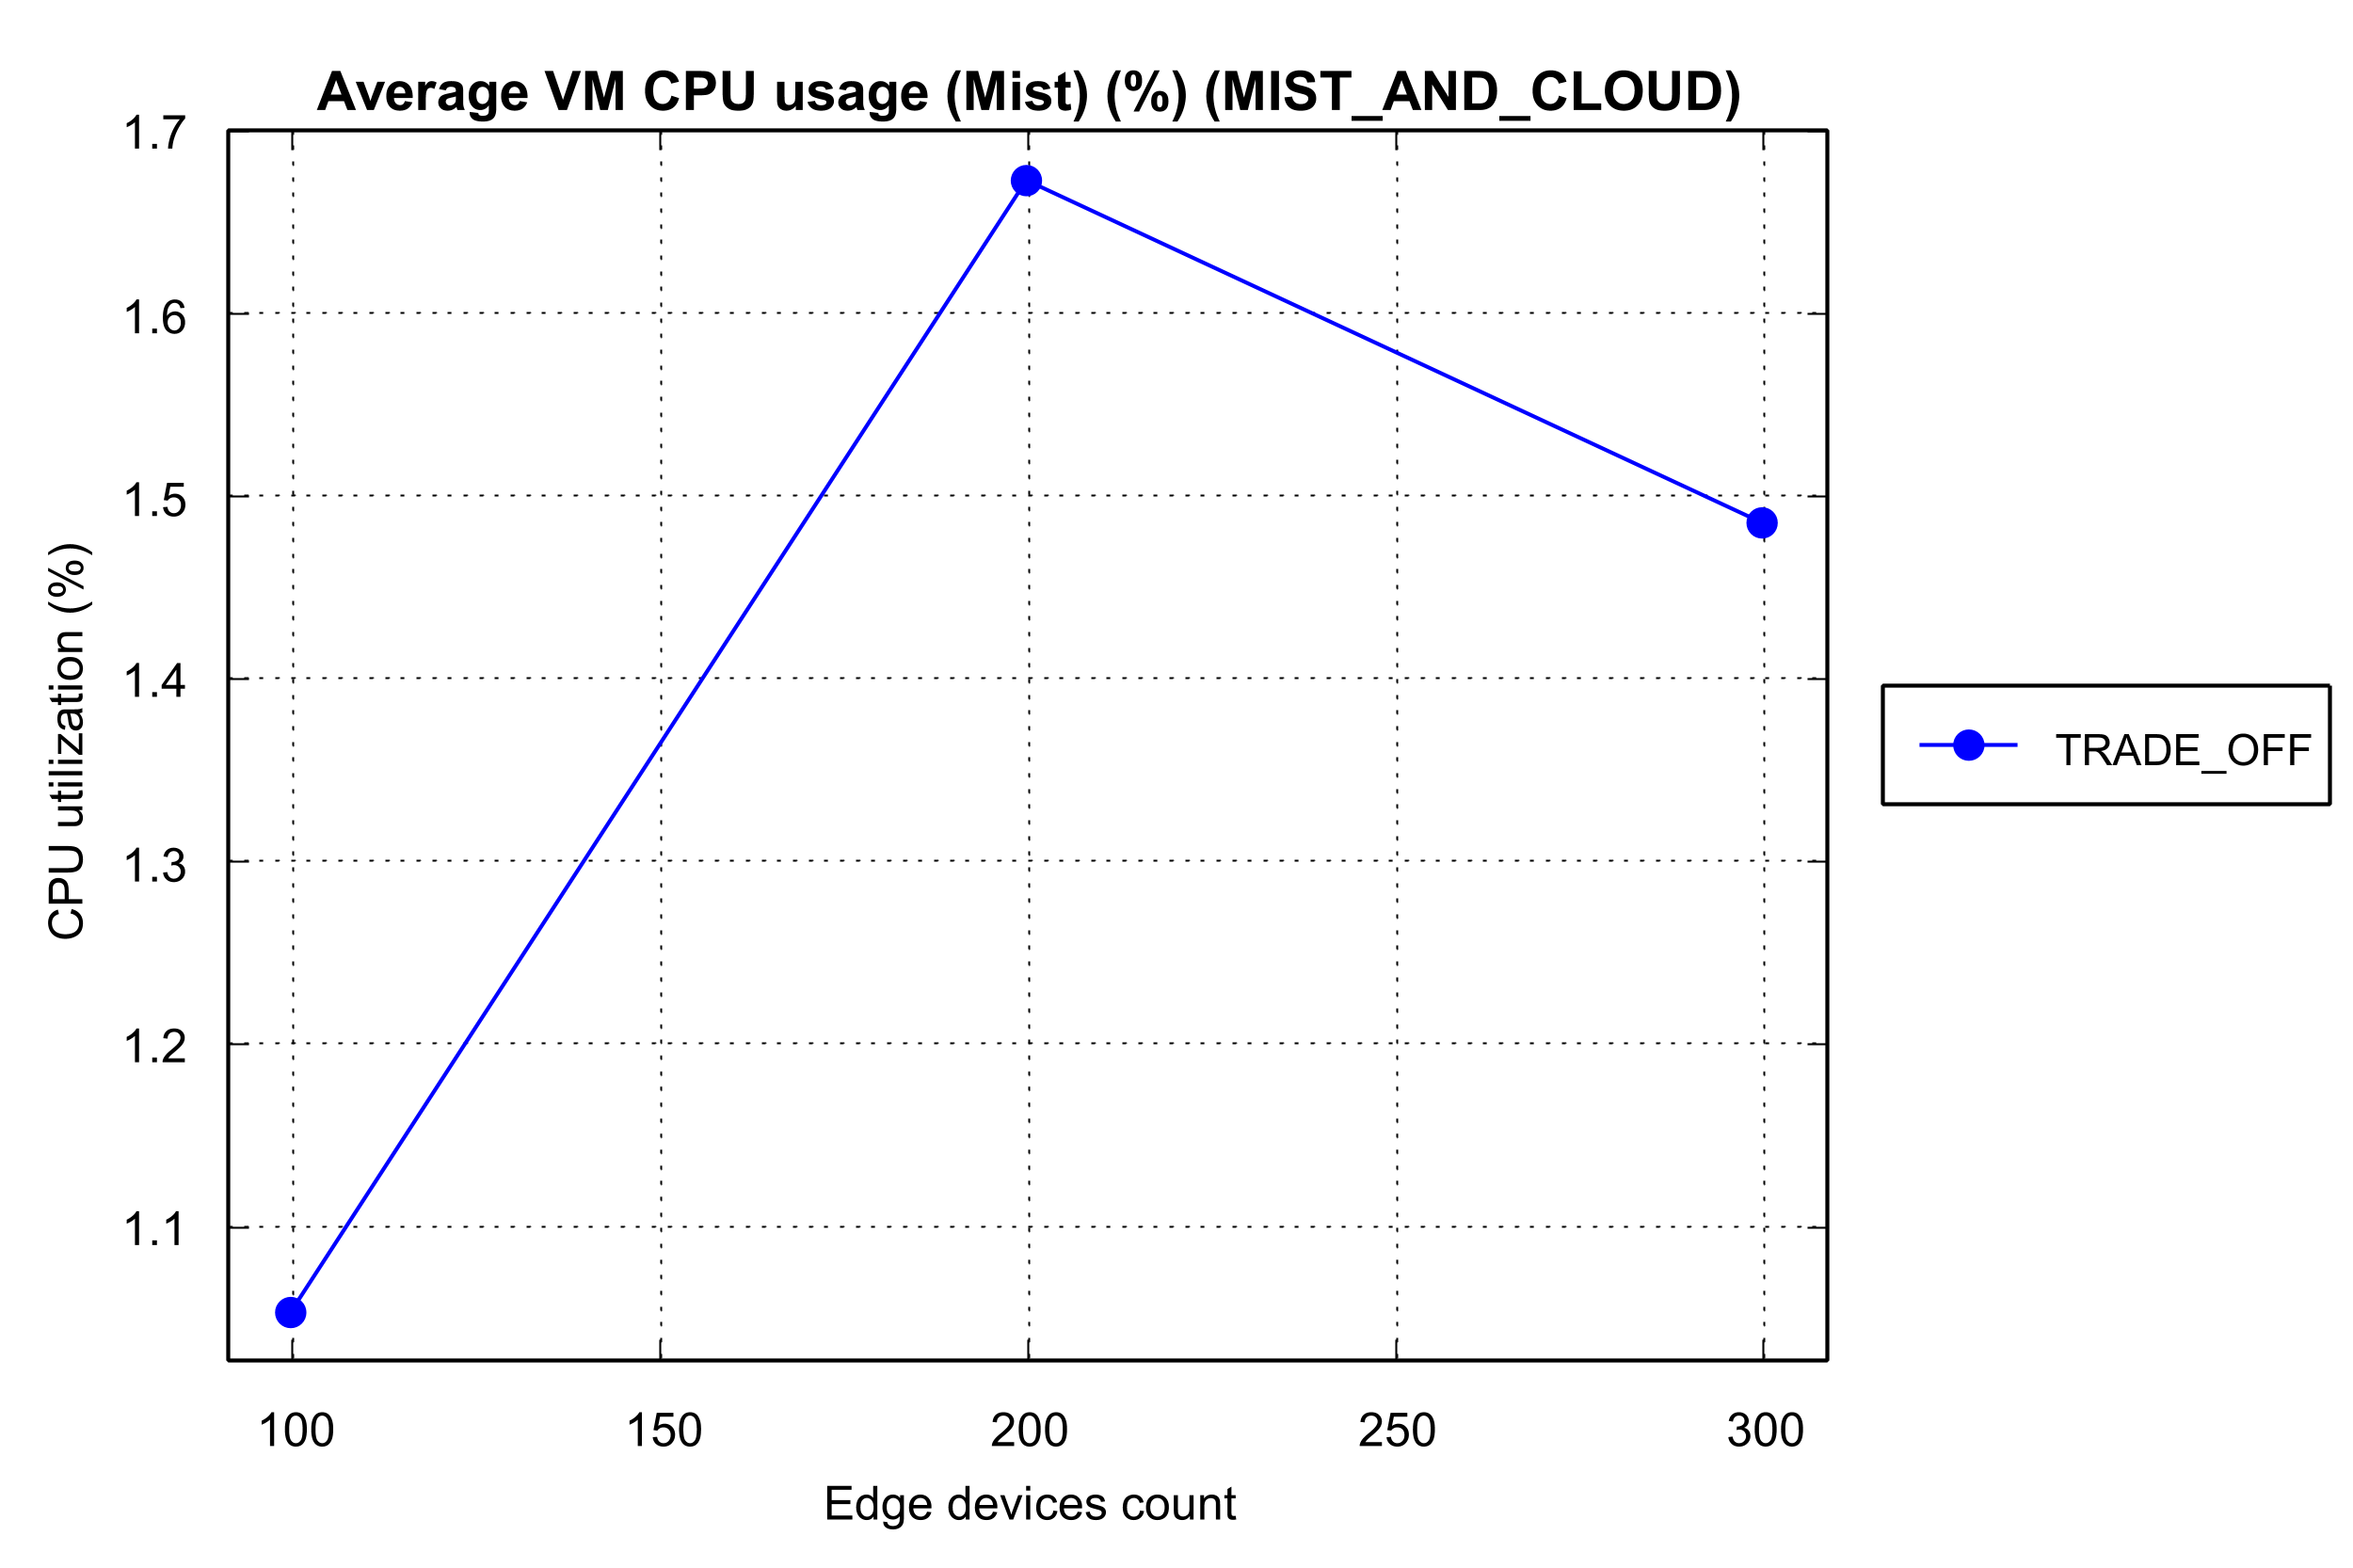 Average VM CPU usage (Mist) (%) (MIST_AND_CLOUD)
1.7
1.6
1.5
1.4
1.3
1.2
1.1
CPU utilization (%)
100 150 200 250 300
Edge devices count
TRADE_OFF